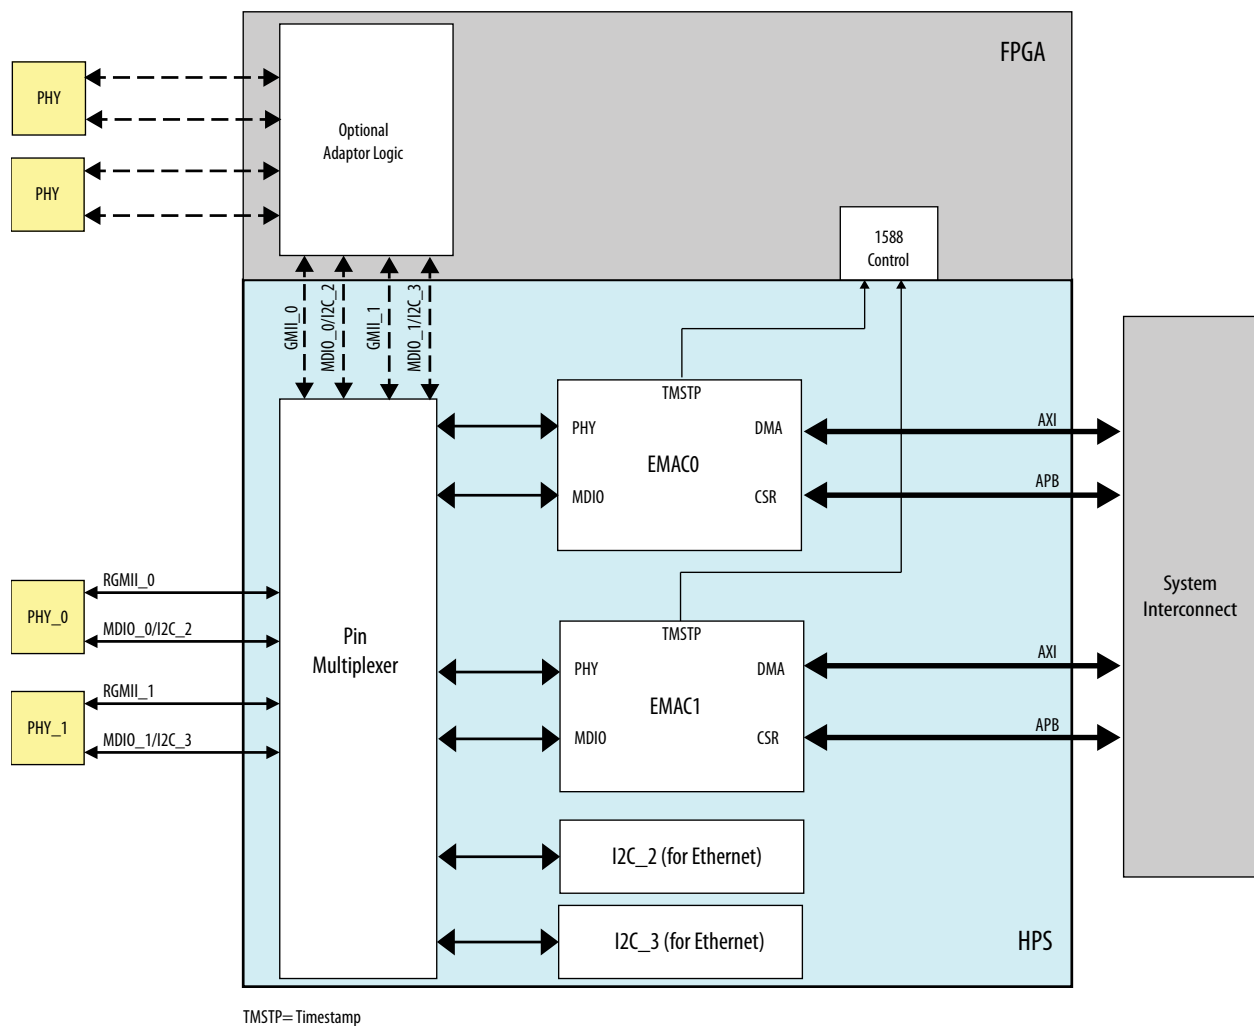 FPGA
PHY
Optional
Adaptor Logic
PHY
1588
Control
GMII_0
MDIO_0/I2C_2
GMII_1
MDIO_1/I2C_3
TMSTP
PHY
DMA
AXI
EMAC0
MDIO
CSR
APB
System
Interconnect
RGMII_0
PHY_0
MDIO_0/I2C_2
Pin
Multiplexer
TMSTP
PHY
DMA
AXI
RGMII_1
PHY_1
EMAC1
MDIO_1/I2C_3
MDIO
CSR
APB
I2C_2 (for Ethernet)
I2C_3 (for Ethernet)
HPS
TMSTP= Timestamp